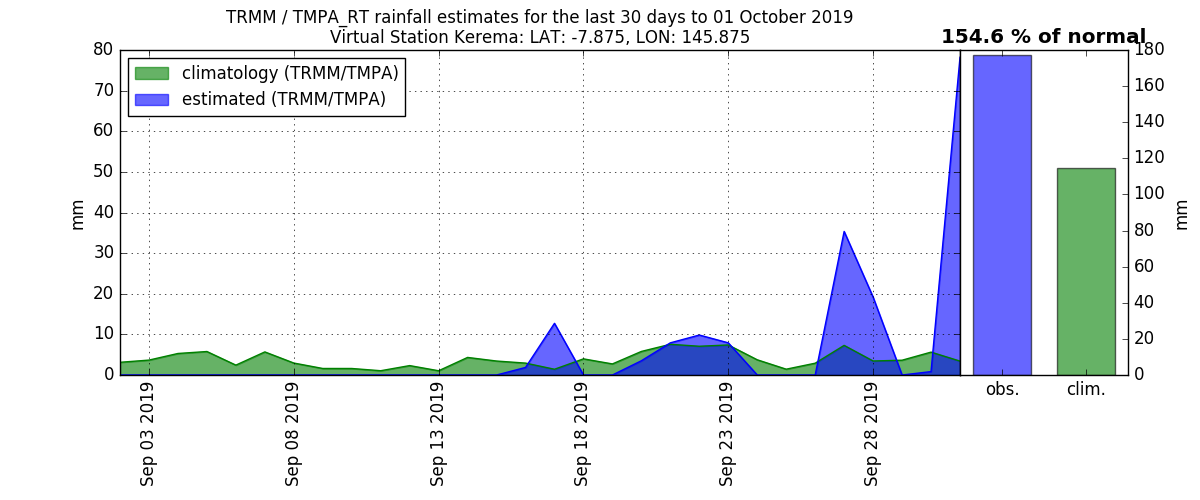 TRMM / TMPA_RT rainfall estimates for the last 30 days to 01 October 2019
Virtual Station Kerema: LAT: -7.875, LON: 145.875
154.6 % of normal
climatology (TRMM/TMPA)
estimated (TRMM/TMPA)
80
70
60
50
40
30
20
10
0
mm
Sep 03 2019
Sep 08 2019
Sep 13 2019
Sep 18 2019
Sep 23 2019
Sep 28 2019
obs.
clim.
180
160
140
120
100
80
60
40
20
0
mm